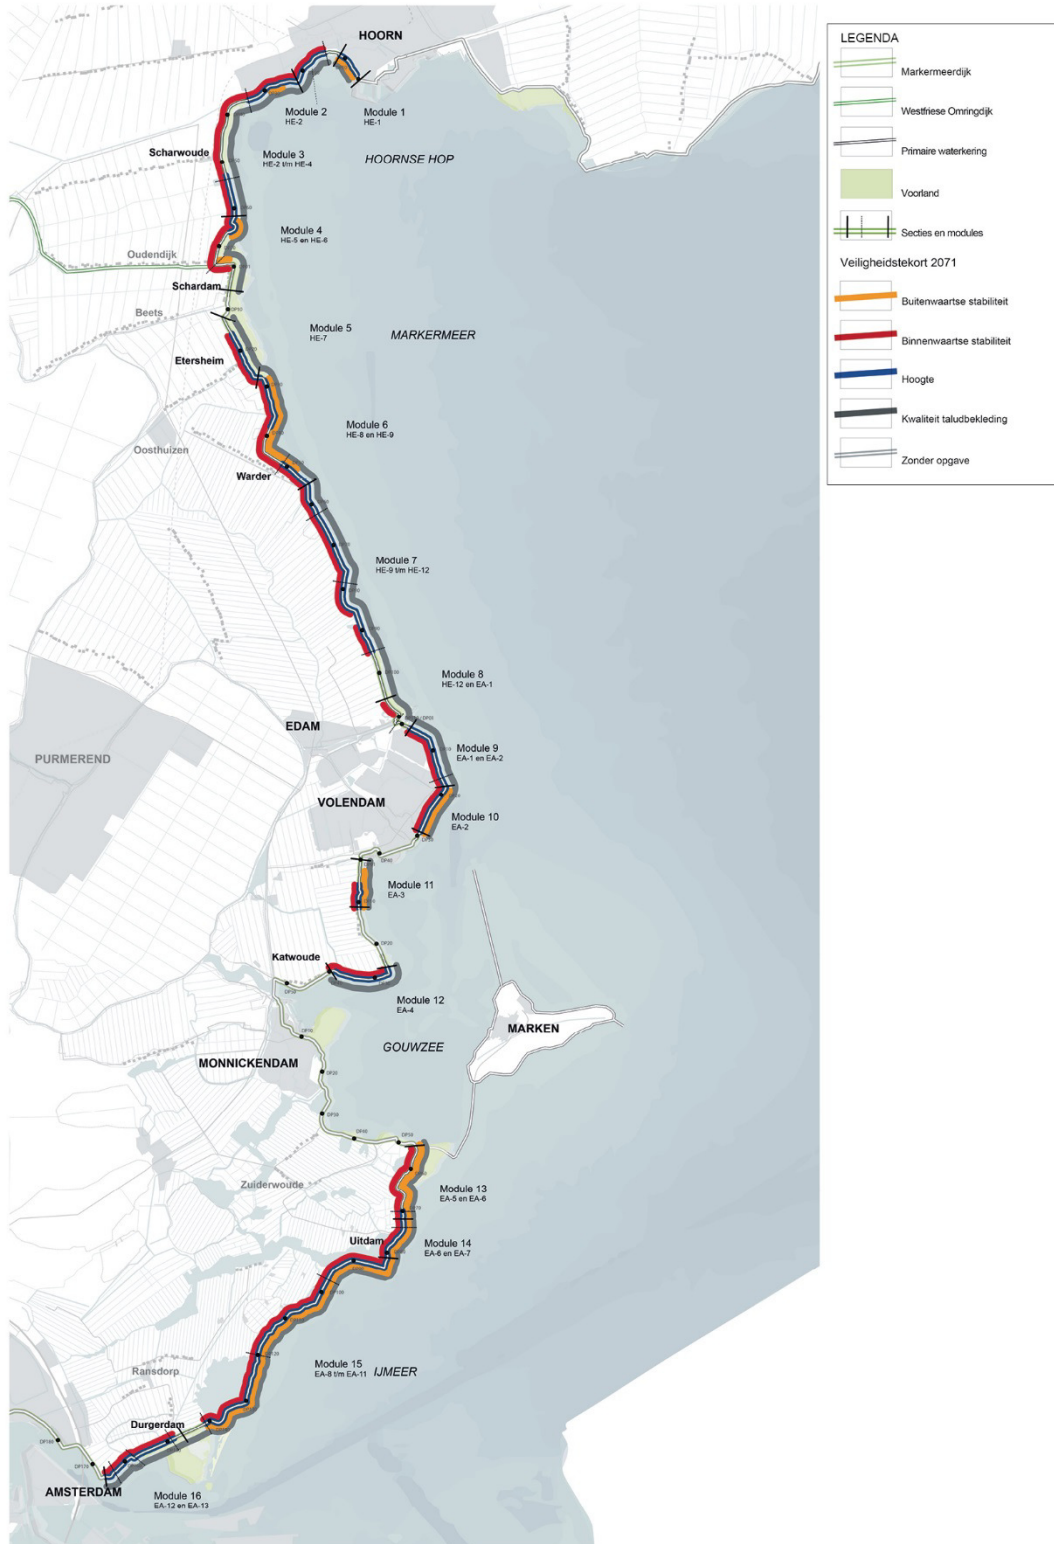 HOORN
Module 1
HE-1
Module 2
HE-2
HOORNSE HOP
Scharwoude
Module 3
HE-2 t/m HE-4
Module 4
HE-5 en HE-6
Oudendijk
Schardam
Beets
Module 5
HE-7
MARKERMEER
Etersheim
Module 6
HE-8 en HE-9
Oosthuizen
Warder
Module 7
HE-9 t/m HE-12
Module 8
HE-12 en EA-1
EDAM
Module 9
EA-1 en EA-2
PURMEREND
VOLENDAM
Module 10
EA-2
Module 11
EA-3
Katwoude
Module 12
EA-4
MARKEN
GOUWZEE
MONNICKENDAM
Module 13
EA-5 en EA-6
Zuiderwoude
Uitdam
Module 14
EA-6 en EA-7
Module 15
EA-8 t/m EA-11
IJMEER
Ransdorp
Durgerdam
AMSTERDAM
Module 16
EA-12 en EA-13
LEGENDA
Markermeerdijk
Westfriese Omringdijk
Primaire waterkering
Voorland
Secties en modules
Veiligheidstekort 2071
Buitenwaartse stabiliteit
Binnenwaartse stabiliteit
Hoogte
Kwaliteit taludbekleding
Zonder opgave